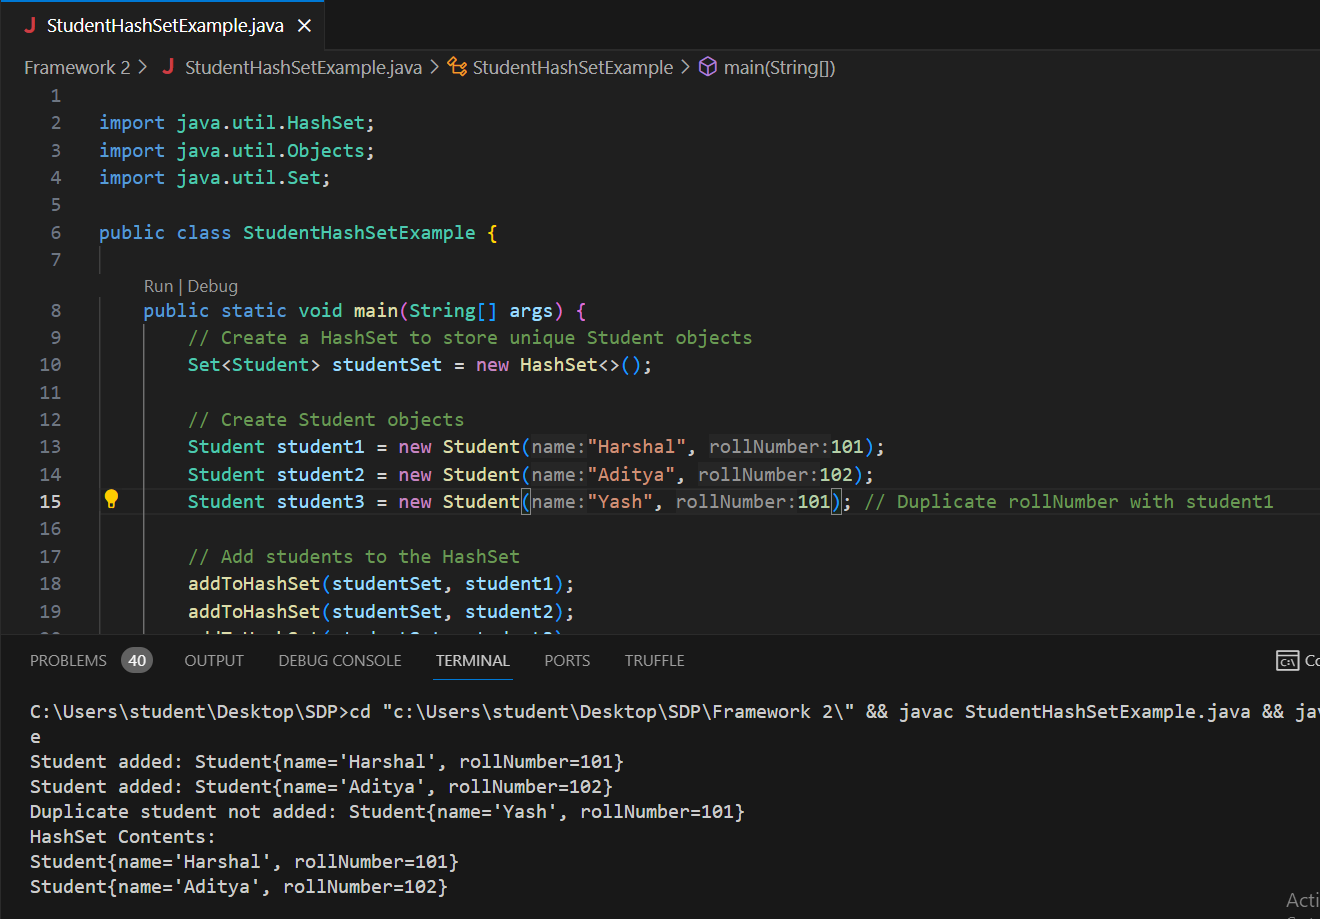 StudentHashSetExample.java
Framework 2 > StudentHashSetExample.java > StudentHashSetExample > main(String[])
1
2 import java.util.HashSet;
3 import java.util.Objects;
4 import java.util.Set;
5
6 public class StudentHashSetExample {
7
Run | Debug
8 public static void main(String[] args) {
9 // Create a HashSet to store unique Student objects
10 Set<Student> studentSet = new HashSet<>();
11
12 // Create Student objects
13 Student student1 = new Student(name:"Harshal", rollNumber:101);
14 Student student2 = new Student(name:"Aditya", rollNumber:102);
15 Student student3 = new Student(name:"Yash", rollNumber:101); // Duplicate rollNumber with student1
16
17 // Add students to the HashSet
18 addToHashSet(studentSet, student1);
19 addToHashSet(studentSet, student2);
PROBLEMS 40 OUTPUT DEBUG CONSOLE TERMINAL PORTS TRUFFLE
C:\Users\student\Desktop\SDP>cd "c:\Users\student\Desktop\SDP\Framework 2\" && javac StudentHashSetExample.java && jav
e
Student added: Student{name='Harshal', rollNumber=101}
Student added: Student{name='Aditya', rollNumber=102}
Duplicate student not added: Student{name='Yash', rollNumber=101}
HashSet Contents:
Student{name='Harshal', rollNumber=101}
Student{name='Aditya', rollNumber=102}
Acti